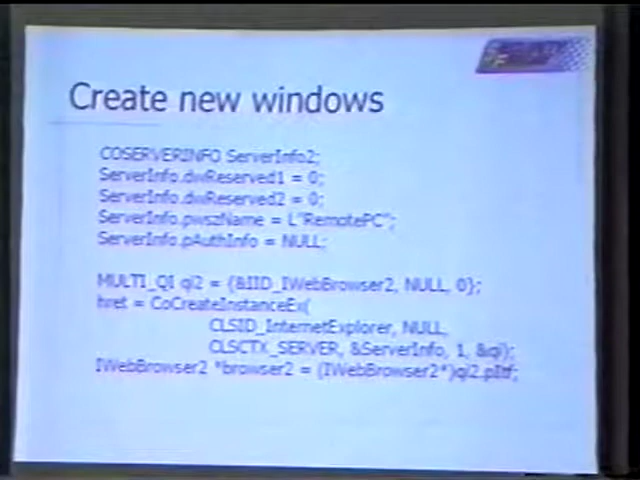 Create new windows
COSERVERINFO ServerInfo2;
ServerInfo.dwReserved1 = 0;
ServerInfo.dwReserved2 = 0;
ServerInfo.pwszName = L"RemotePC";
ServerInfo.pAuthInfo = NULL;
MULTI_QI qi2 = {&IID_IWebBrowser2, NULL, 0};
hret = CoCreateInstanceEx(
CLSID_InternetExplorer, NULL,
CLSCTX_SERVER, &ServerInfo, 1, &qi);
IWebBrowser2 *browser2 = (IWebBrowser2*)qi2.pItf;